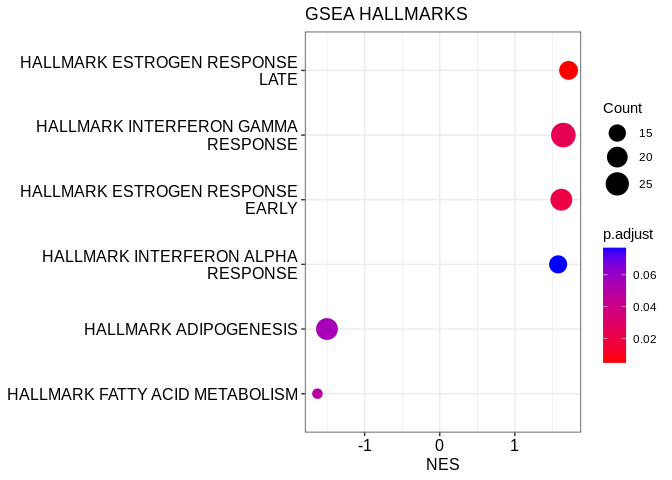 GSEA HALLMARKS
HALLMARK ESTROGEN RESPONSE
LATE
HALLMARK INTERFERON GAMMA
RESPONSE
HALLMARK ESTROGEN RESPONSE
EARLY
HALLMARK INTERFERON ALPHA
RESPONSE
HALLMARK ADIPOGENESIS
HALLMARK FATTY ACID METABOLISM
-1
0
1
NES
Count
15
20
25
p.adjust
0.06
0.04
0.02